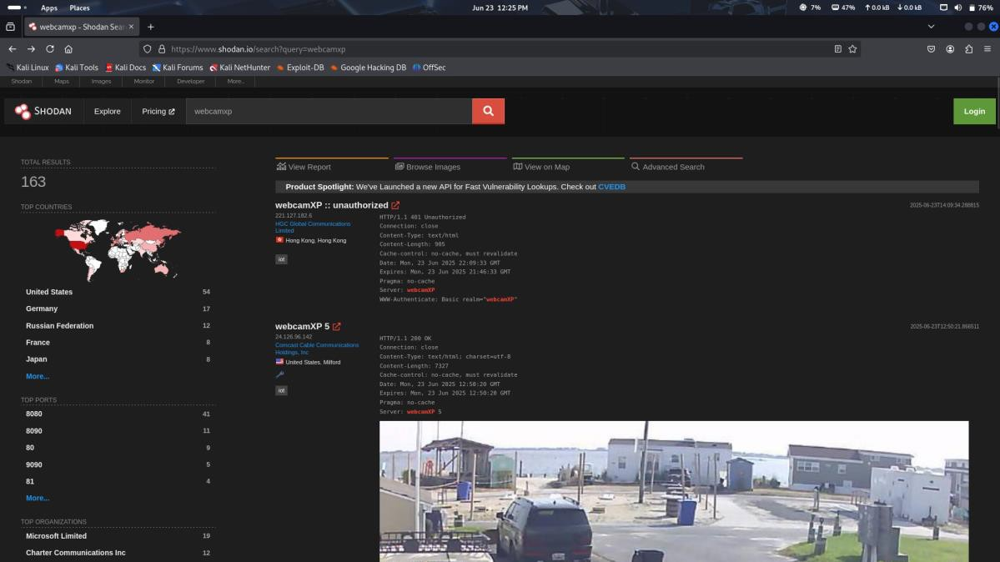 Apps Places Jun 23 12:25 PM 7% 47% 0.0 kB 0.0 kB 76%
webcamxp - Shodan Sear
https://www.shodan.io/search?query=webcamxp
Kali Linux Kali Tools Kali Docs Kali Forums Kali NetHunter Exploit-DB Google Hacking DB OffSec
Shodan Maps Images Monitor Developer More...
SHODAN Explore Pricing webcamxp Login
TOTAL RESULTS
163
TOP COUNTRIES
United States 54
Germany 17
Russian Federation 12
France 8
Japan 8
More...
TOP PORTS
8080 41
8090 11
80 9
9090 5
81 4
More...
TOP ORGANIZATIONS
Microsoft Limited 19
Charter Communications Inc 12
View Report Browse Images View on Map Advanced Search
Product Spotlight: We've Launched a new API for Fast Vulnerability Lookups. Check out CVEDB
webcamXP :: unauthorized
2025-06-23T14:09:34.288815
221.127.182.6
HGC Global Communications
Limited
Hong Kong, Hong Kong
iot
HTTP/1.1 401 Unauthorized
Connection: close
Content-Type: text/html
Content-Length: 905
Cache-control: no-cache, must revalidate
Date: Mon, 23 Jun 2025 22:09:33 GMT
Expires: Mon, 23 Jun 2025 21:46:33 GMT
Pragma: no-cache
Server: webcamXP
WWW-Authenticate: Basic realm="webcamXP"
webcamXP 5
2025-06-23T12:50:21.866511
24.126.96.142
Comcast Cable Communications
Holdings, Inc
United States, Milford
iot
HTTP/1.1 200 OK
Connection: close
Content-Type: text/html; charset=utf-8
Content-Length: 7327
Cache-control: no-cache, must revalidate
Date: Mon, 23 Jun 2025 12:50:20 GMT
Expires: Mon, 23 Jun 2025 12:50:20 GMT
Pragma: no-cache
Server: webcamXP 5